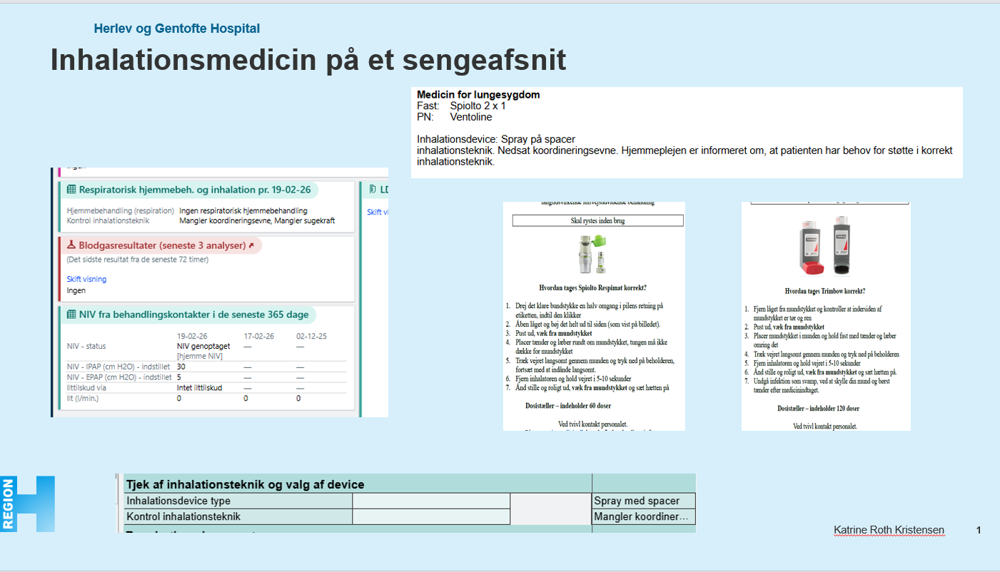 Herlev og Gentofte Hospital
Inhalationsmedicin på et sengeafsnit
Medicin for lungesygdom
Fast: Spiolto 2 x 1
PN: Ventoline
Inhalationsdevice: Spray på spacer
inhalationsteknik. Nedsat koordineringsevne. Hjemmeplejen er informeret om, at patienten har behov for støtte i korrekt
inhalationsteknik.
Respiratorisk hjemmebeh. og inhalation pr. 19-02-26
Hjemmebehandling (respiration) Ingen respiratorisk hjemmebehandling
Kontrol inhalationsteknik Mangler koordineringsevne, Mangler sugekraft
Skift vi
Blodgasresultater (seneste 3 analyser)
(Det sidste resultat fra de seneste 72 timer)
Skift visning
Ingen
NIV fra behandlingskontakter i de seneste 365 dage
19-02-26 17-02-26 02-12-25
NIV - status NIV genoptaget — —
[hjemme NIV]
NIV - IPAP (cm H2O) - indstillet 30 — —
NIV - EPAP (cm H2O) - indstillet 5 — —
Ilttilskud via Intet ilttilskud — —
Ilt (l/min.) 0 0 0
Skal rystes inden brug
Hvordan tages Spiolto Respimat korrekt?
1. Drej det klare bundstykke en halv omgang i pilens retning på
etiketten, indtil den klikker
2. Åben låget og bøj det helt ud til siden (som vist på billedet).
3. Pust ud, væk fra mundstykket
4. Placer tænder og læber rundt om mundstykket, tungen må ikke
dække for mundstykket
5. Træk vejret langsomt gennem munden og tryk ned på beholderen,
fortsæt med at indånde langsomt.
6. Fjern inhalatoren og hold vejret i 5-10 sekunder
7. Ånd stille og roligt ud, væk fra mundstykket og sæt hætten på
Dosistæller – indeholder 60 doser
Ved tvivl kontakt personalet.
Hvordan tages Trimbow korrekt?
1. Fjern låget fra mundstykket og kontroller at indersiden af
mundstykket er tør og ren
2. Pust ud, væk fra mundstykket
3. Placer mundstykket i munden og hold fast med tænder og læber
omring det
4. Træk vejret langsomt gennem munden og tryk ned på beholderen
5. Fjern inhalatoren og hold vejret i 5-10 sekunder
6. Ånd stille og roligt ud, væk fra mundstykket og sæt hætten på.
7. Undgå infektion som svamp, ved at skylle din mund og børst
tænder efter medicinindtaget.
Dosistæller – indeholder 120 doser
Ved tvivl kontakt personalet.
REGION H
Tjek af inhalationsteknik og valg af device
Inhalationsdevice type Spray med spacer
Kontrol inhalationsteknik Mangler koordiner…
Katrine Roth Kristensen
1